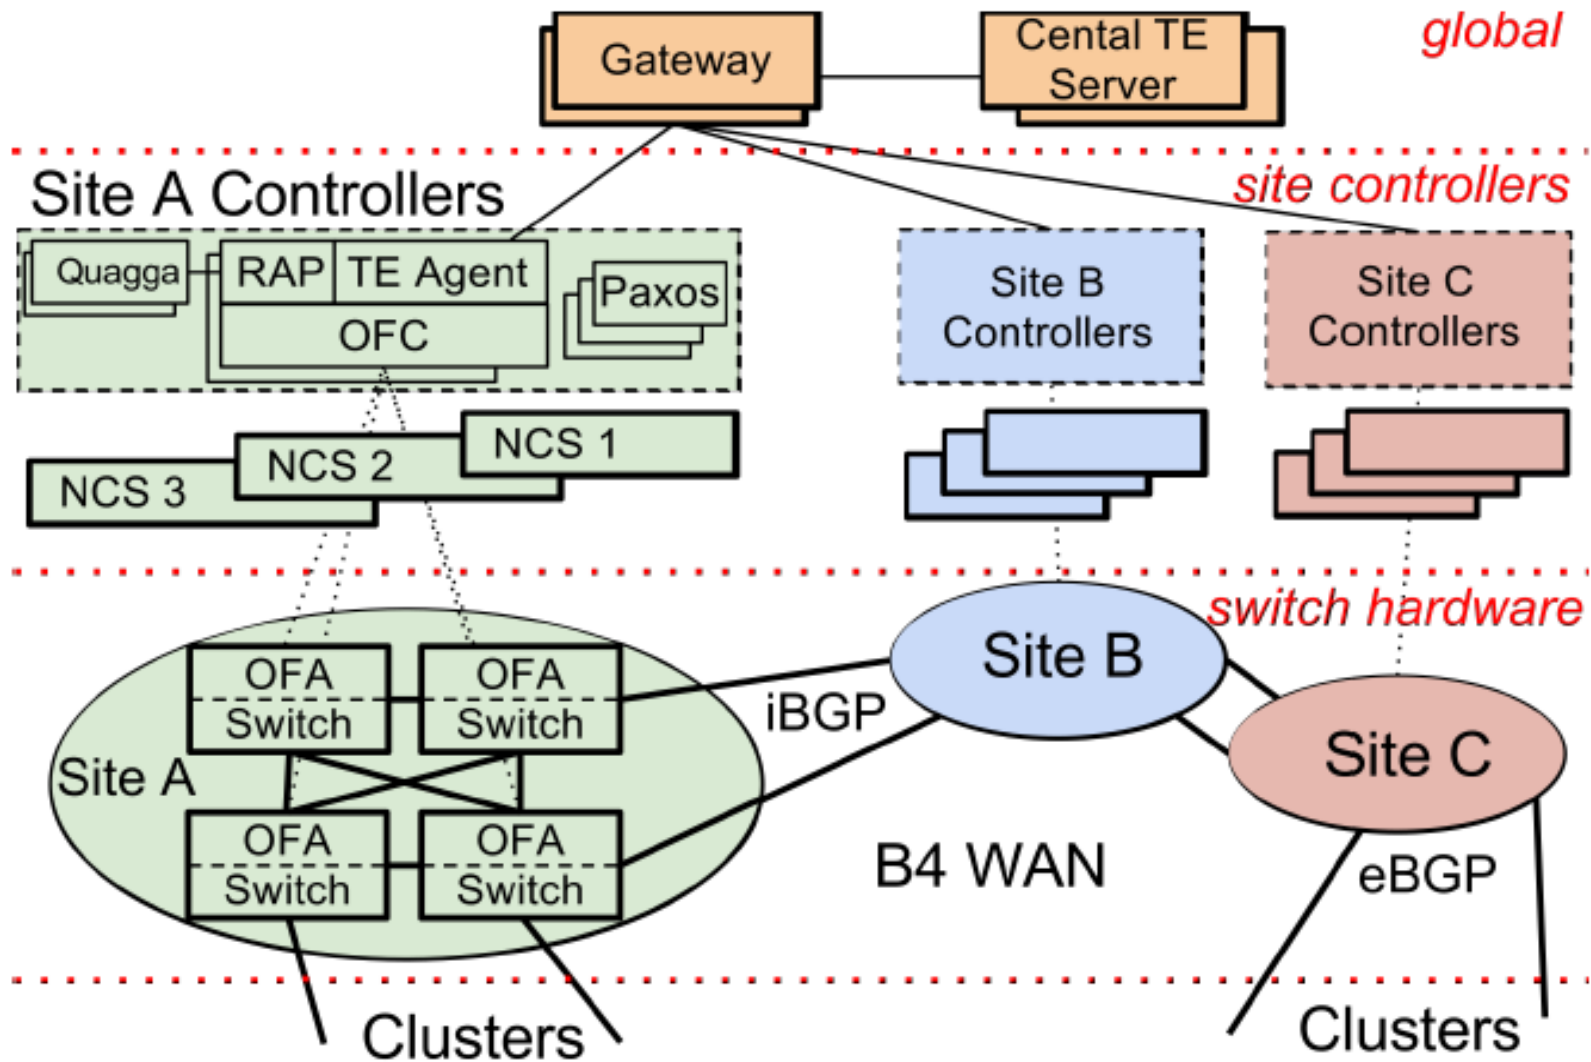 Gateway
Cental TE
Server
global
site controllers
Site A Controllers
Quagga
RAP
TE Agent
OFC
Paxos
Site B
Controllers
Site C
Controllers
NCS 1
NCS 2
NCS 3
switch hardware
OFA
Switch
OFA
Switch
Site A
OFA
Switch
OFA
Switch
iBGP
Site B
Site C
B4 WAN
eBGP
Clusters
Clusters